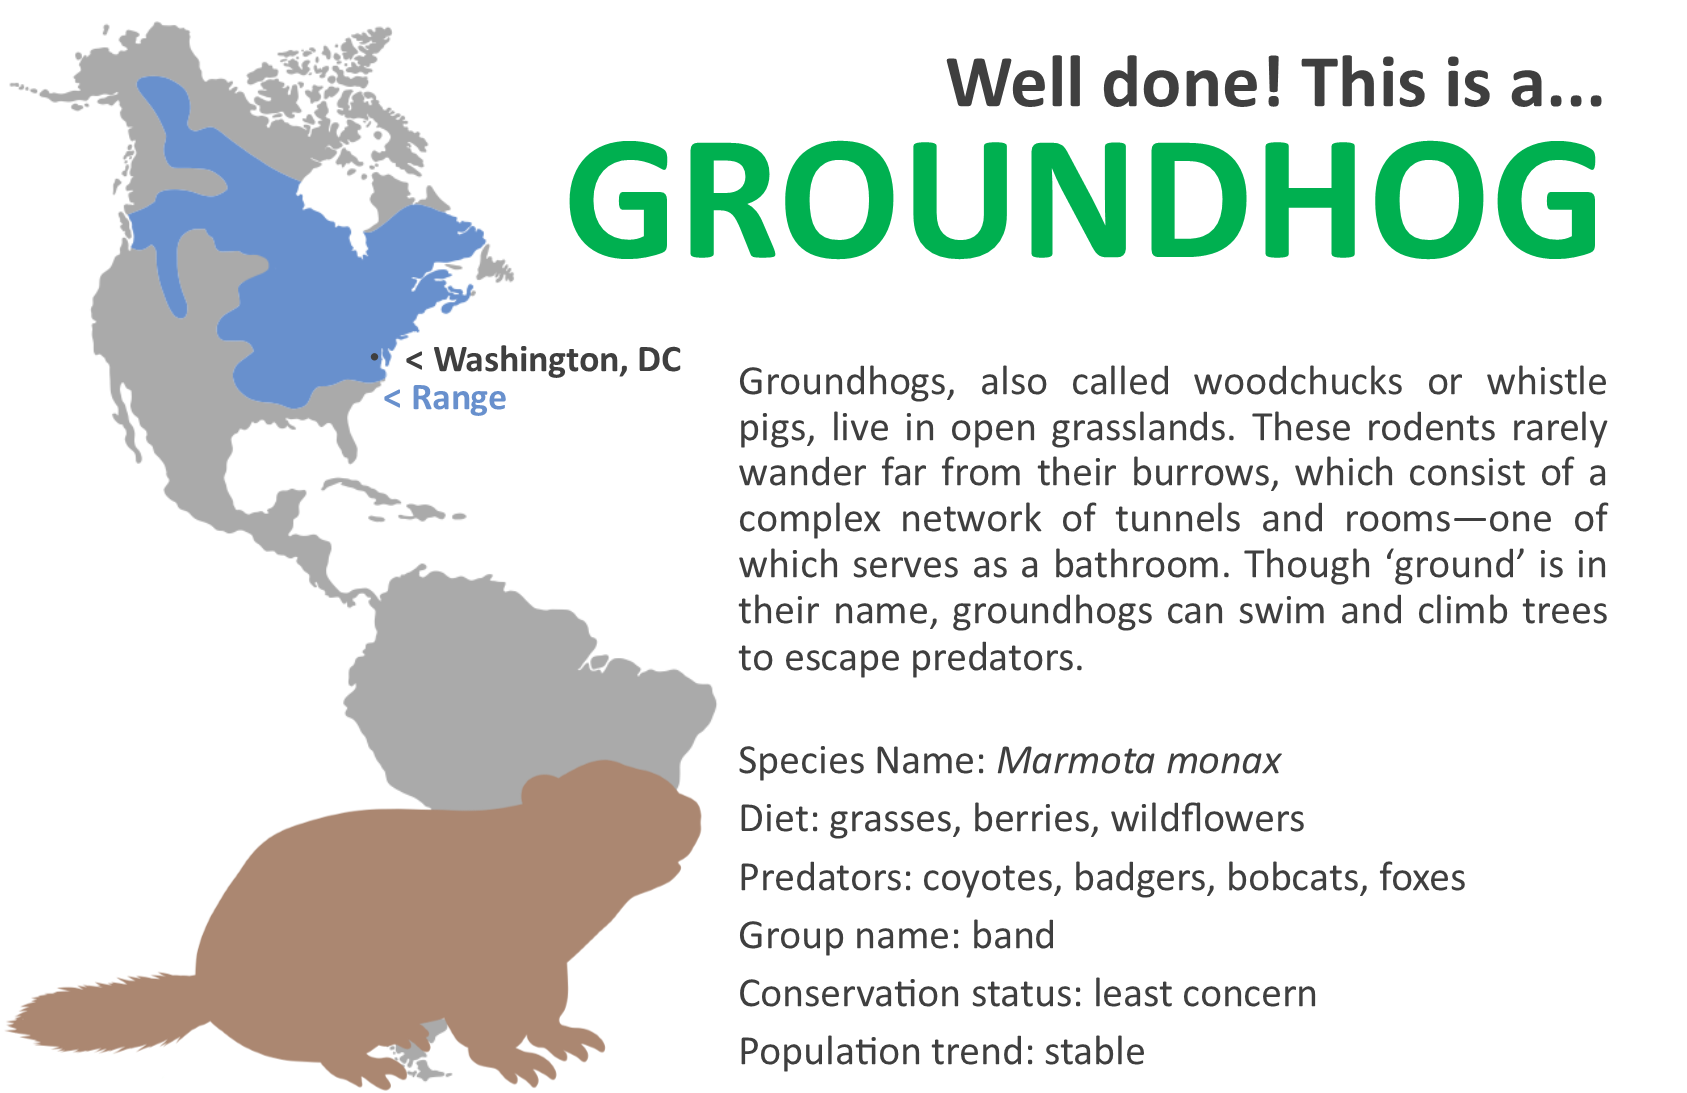 Well done! This is a...
GROUNDHOG
< Washington, DC
< Range
Groundhogs, also called woodchucks or whistle
pigs, live in open grasslands. These rodents rarely
wander far from their burrows, which consist of a
complex network of tunnels and rooms—one of
which serves as a bathroom. Though ‘ground’ is in
their name, groundhogs can swim and climb trees
to escape predators.
Species Name: Marmota monax
Diet: grasses, berries, wildflowers
Predators: coyotes, badgers, bobcats, foxes
Group name: band
Conservation status: least concern
Population trend: stable